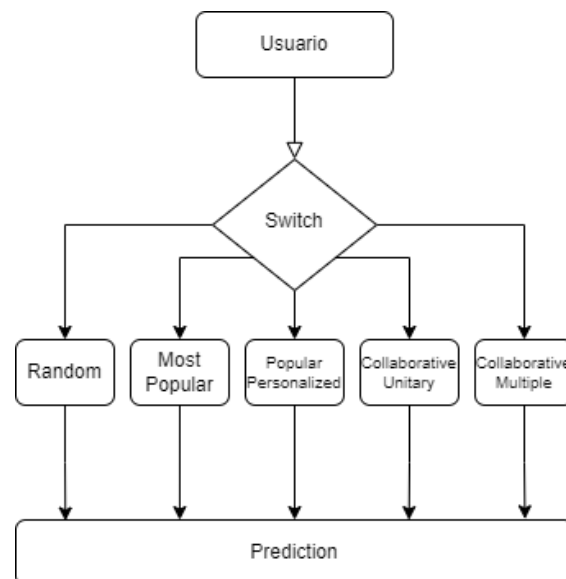 Usuario
Switch
Random
Most
Popular
Popular
Personalized
Collaborative
Unitary
Collaborative
Multiple
Prediction